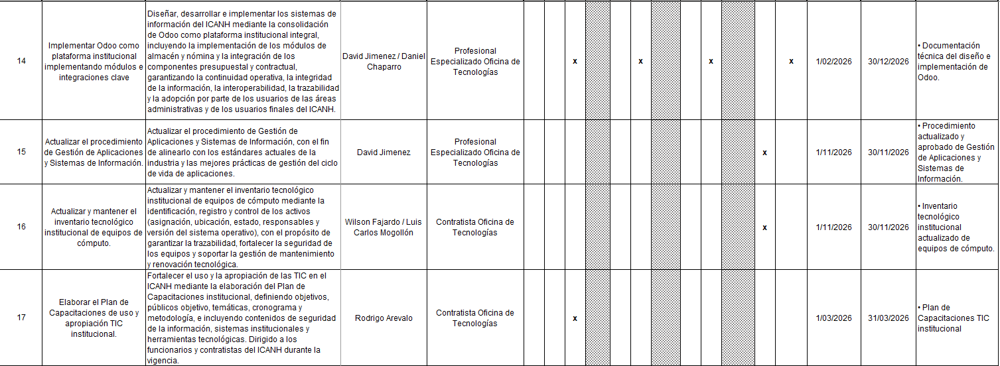 14
Implementar Odoo como
plataforma institucional
implementando módulos e
integraciones clave
Diseñar, desarrollar e implementar los sistemas de
información del ICANH mediante la consolidación
de Odoo como plataforma institucional integral,
incluyendo la implementación de los módulos de
almacén y nómina y la integración de los
componentes presupuestal y contractual,
garantizando la continuidad operativa, la integridad
de la información, la interoperabilidad, la trazabilidad
y la adopción por parte de los usuarios de las áreas
administrativas y de los usuarios finales del ICANH.
David Jimenez / Daniel
Chaparro
Profesional
Especializado Oficina de
Tecnologías
x
x
x
x
1/02/2026
30/12/2026
• Documentación
técnica del diseño e
implementación de
Odoo.
15
Actualizar el procedimiento
de Gestión de Aplicaciones
y Sistemas de Información.
Actualizar el procedimiento de Gestión de
Aplicaciones y Sistemas de Información, con el fin
de alinearlo con los estándares actuales de la
industria y las mejores prácticas de gestión del ciclo
de vida de aplicaciones.
David Jimenez
Profesional
Especializado Oficina de
Tecnologías
x
1/11/2026
30/11/2026
• Procedimiento
actualizado y
aprobado de Gestión
de Aplicaciones y
Sistemas de
Información.
16
Actualizar y mantener el
inventario tecnológico
institucional de equipos de
cómputo.
Actualizar y mantener el inventario tecnológico
institucional de equipos de cómputo mediante la
identificación, registro y control de los activos
(asignación, ubicación, estado, responsables y
versión del sistema operativo), con el propósito de
garantizar la trazabilidad, fortalecer la seguridad de
los equipos y soportar la gestión de mantenimiento
y renovación tecnológica.
Wilson Fajardo / Luis
Carlos Mogollón
Contratista Oficina de
Tecnologías
x
1/11/2026
30/11/2026
• Inventario
tecnológico
institucional
actualizado de
equipos de cómputo.
17
Elaborar el Plan de
Capacitaciones de uso y
apropiación TIC
institucional.
Fortalecer el uso y la apropiación de las TIC en el
ICANH mediante la elaboración del Plan de
Capacitaciones institucional, definiendo objetivos,
públicos objetivo, temáticas, cronograma y
metodología, e incluyendo contenidos de seguridad
de la información, sistemas institucionales y
herramientas tecnológicas. Dirigido a los
funcionarios y contratistas del ICANH durante la
vigencia.
Rodrigo Arevalo
Contratista Oficina de
Tecnologías
x
1/03/2026
31/03/2026
• Plan de
Capacitaciones TIC
institucional